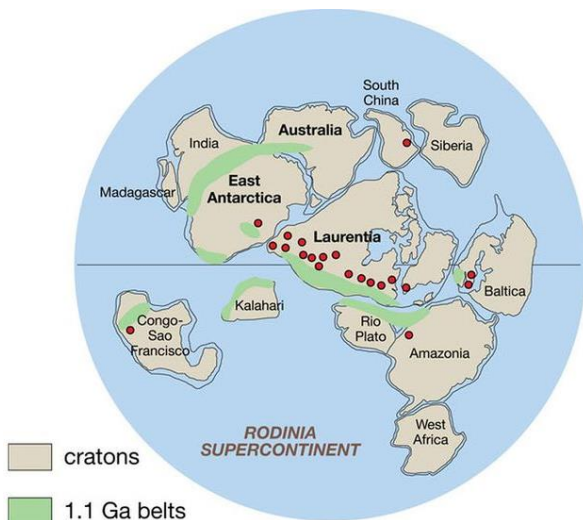 South
China
Australia
India
Siberia
East
Antarctica
Madagascar
Laurentia
Baltica
Kalahari
Congo-
Sao
Francisco
Rio
Plato
Amazonia
West
Africa
RODINIA
SUPERCONTINENT
cratons
1.1 Ga belts